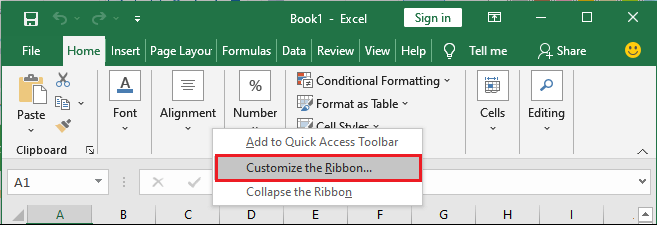 Book1 - Excel
Sign in
File Home Insert Page Layout Formulas Data Review View Help Tell me Share
Paste
Clipboard
A
Font
Alignment
%
Number
Conditional Formatting
Format as Table
Cell Styles
Cells
Editing
Add to Quick Access Toolbar
Customize the Ribbon...
Collapse the Ribbon
A1
A B C D E F G H I